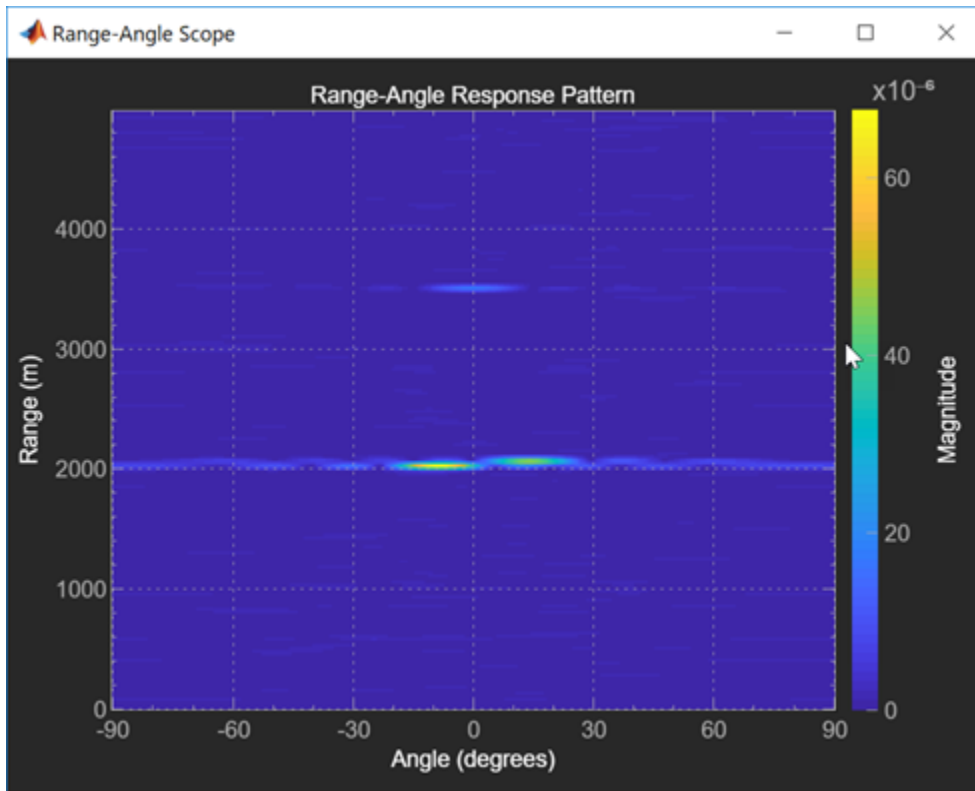 Range-Angle Scope
Range-Angle Response Pattern
x10⁻⁶
60
40
20
0
Magnitude
4000
3000
2000
1000
0
Range (m)
-90 -60 -30 0 30 60 90
Angle (degrees)